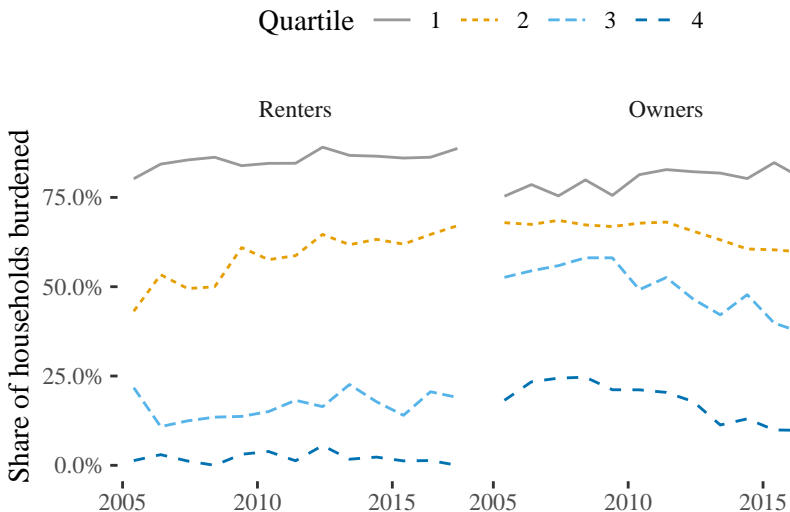 Quartile 1 2 3 4
Renters Owners
Share of households burdened
75.0%
50.0%
25.0%
0.0%
2005 2010 2015 2005 2010 2015